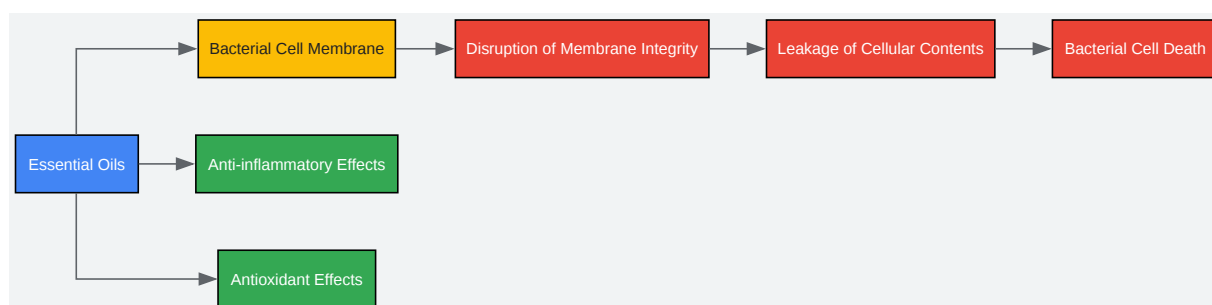 Bacterial Cell Membrane
Disruption of Membrane Integrity
Leakage of Cellular Contents
Bacterial Cell Death
Essential Oils
Anti-inflammatory Effects
Antioxidant Effects